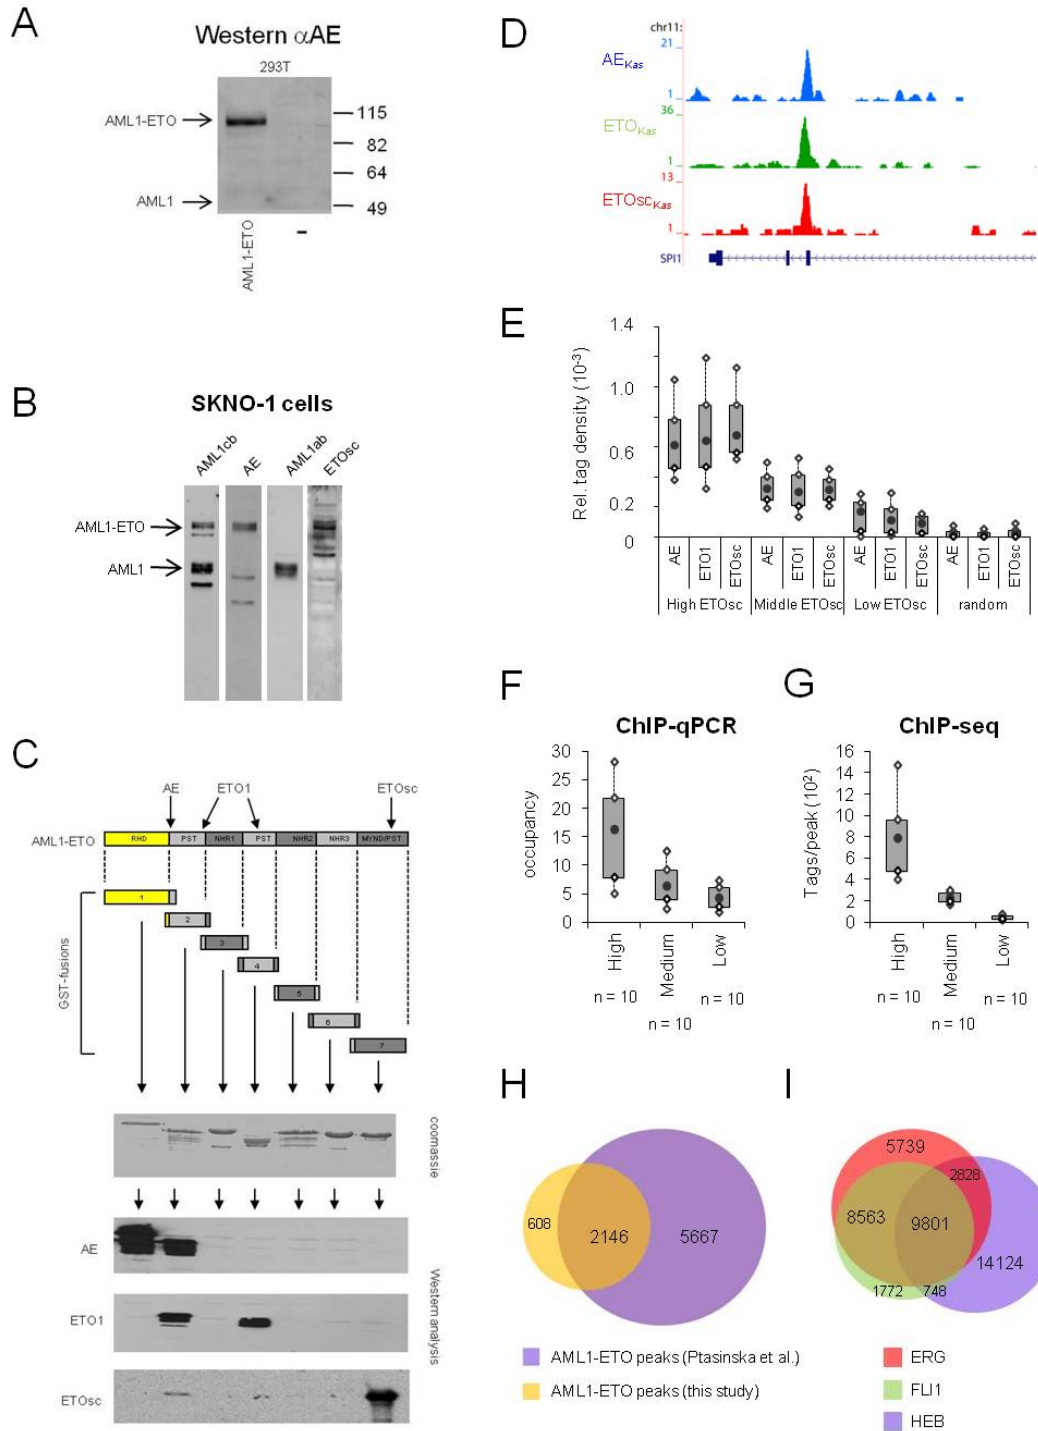 A
Western αAE
293T
AML1-ETO
AML1
115
82
64
49
AML1-ETO
-
B
SKNO-1 cells
AML1cb
AE
AML1ab
ETOsc
AML1-ETO
AML1
C
AE
ETO1
ETOsc
AML1-ETO
RHD
PST
NHR1
PST
NHR2
NHR3
MYND/PST
GST-fusions
1
2
3
4
5
6
7
coomassie
AE
ETO1
ETOsc
Western analysis
D
chr11:
21
AEKas
1
36
ETOKas
1
13
ETOscKas
1
SPI1
E
Rel. tag density (10-3)
1.4
1.0
0.6
0.2
0
AE
ETO1
ETOsc
AE
ETO1
ETOsc
AE
ETO1
ETOsc
AE
ETO1
ETOsc
High ETOsc
Middle ETOsc
Low ETOsc
random
F
ChIP-qPCR
occupancy
30
25
20
15
10
5
0
High
Medium
Low
n = 10
n = 10
n = 10
G
ChIP-seq
Tags/peak (102)
16
14
12
10
8
6
4
2
0
High
Medium
Low
n = 10
n = 10
n = 10
H
608
2146
5667
AML1-ETO peaks (Ptasinska et al.)
AML1-ETO peaks (this study)
I
5739
2828
8563
9801
14124
1772
748
ERG
FLI1
HEB